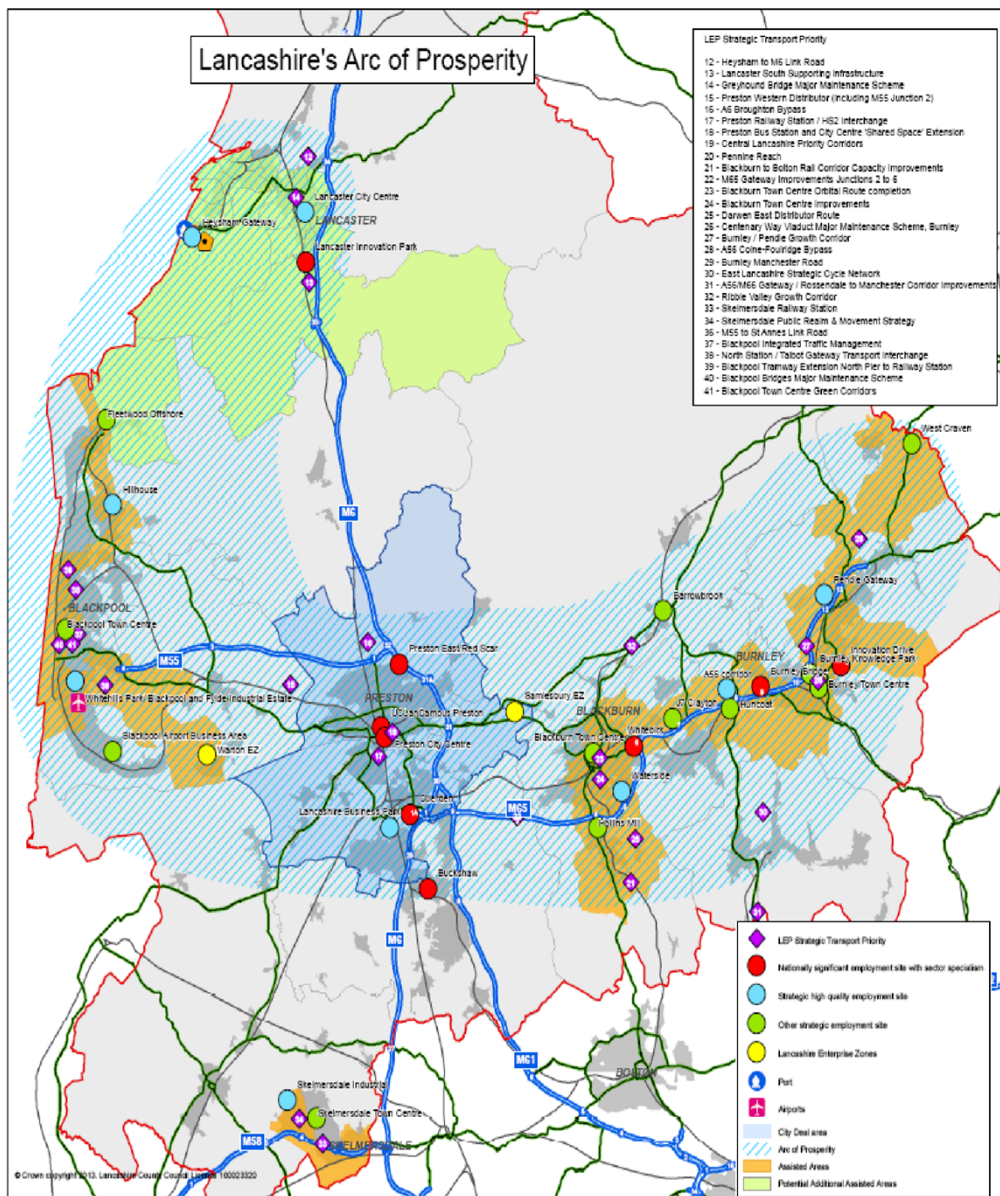 Lancashire's Arc of Prosperity
LEP Strategic Transport Priority
12 - Heysham to M6 Link Road
13 - Lancaster South Supporting Infrastructure
14 - Greyhound Bridge Major Maintenance Scheme
15 - Preston Western Distributor (including M55 Junction 2)
16 - A6 Broughton Bypass
17 - Preston Railway Station / HS2 Interchange
18 - Preston Bus Station and City Centre 'Shared Space' Extension
19 - Central Lancashire Priority Corridors
20 - Pennine Reach
21 - Blackburn to Bolton Rail Corridor Capacity Improvements
22 - M65 Gateway Improvements Junctions 2 to 6
23 - Blackburn Town Centre Orbital Route completion
24 - Blackburn Town Centre Improvements
25 - Darwen East Distributor Route
26 - Centenary Way Viaduct Major Maintenance Scheme, Burnley
27 - Burnley / Pendle Growth Corridor
28 - A56 Colne-Foulridge Bypass
29 - Burnley Manchester Road
30 - East Lancashire Strategic Cycle Network
31 - A56/M66 Gateway / Rossendale to Manchester Corridor Improvements
32 - Ribble Valley Growth Corridor
33 - Skelmersdale Railway Station
34 - Skelmersdale Public Realm & Movement Strategy
36 - M55 to St Annes Link Road
37 - Blackpool Integrated Traffic Management
38 - North Station / Talbot Gateway Transport Interchange
39 - Blackpool Tramway Extension North Pier to Railway Station
40 - Blackpool Bridges Major Maintenance Scheme
41 - Blackpool Town Centre Green Corridors
Lancaster City Centre
LANCASTER
Heysham Gateway
Lancaster Innovation Park
Fleetwood Offshore
West Craven
Hillhouse
M6
Pendle Gateway
BLACKPOOL
Blackpool Town Centre
Barrowbrook
M55
Preston East/Red Scar
31A
BURNLEY
Innovation Drive
Burnley Knowledge Park
Burnley Bridge
A56 corridor
Burnley Town Centre
Whitehills Park/ Blackpool and Fylde Industrial Estate
PRESTON
UCLanCampus Preston
Preston City Centre
Samlesbury EZ
BLACKBURN
J7 Clayton
Huncoat
Blackpool Airport Business Area
Warton EZ
Blackburn Town Centre
Whitebirk
Waterside
Lancashire Business Park
Cuerden
M65
Hollins Mill
Buckshaw
M6
M61
BOLTON
Skelmersdale Industrial
Skelmersdale Town Centre
M58
SKELMERSDALE
LEP Strategic Transport Priority
Nationally significant employment site with sector specialism
Strategic high quality employment site
Other strategic employment site
Lancashire Enterprise Zones
Port
Airports
City Deal area
Arc of Prosperity
Assisted Areas
Potential Additional Assisted Areas
© Crown copyright 2013. Lancashire County Council Licence 100023320